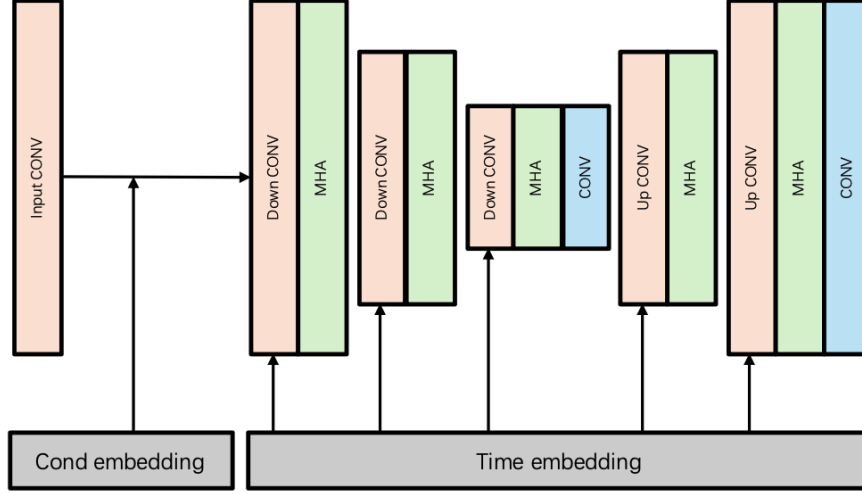 Input CONV
Down CONV
MHA
Down CONV
MHA
Down CONV
MHA
CONV
Up CONV
MHA
Up CONV
MHA
CONV
Cond embedding
Time embedding